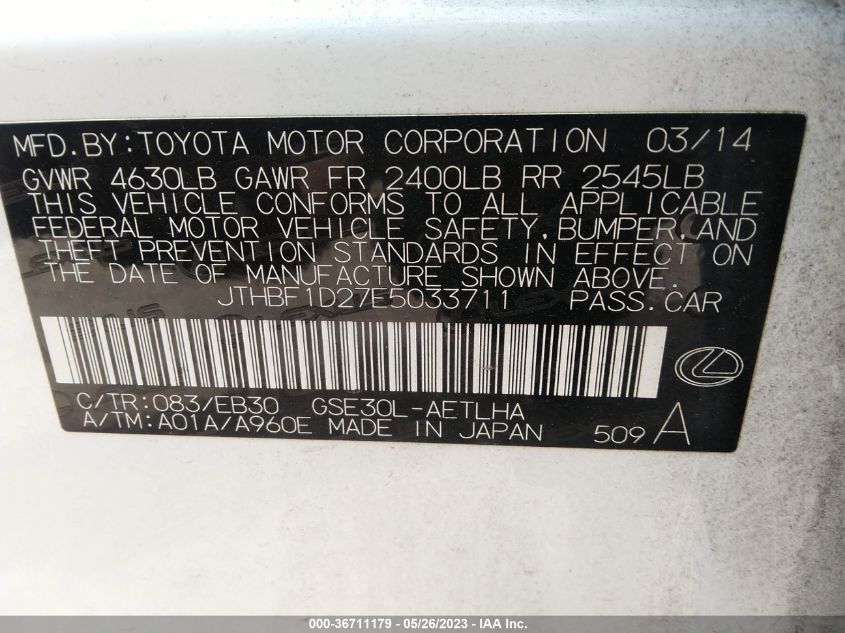 MFD.BY:TOYOTA MOTOR CORPORATION 03/14
GVWR 4630LB GAWR FR 2400LB RR 2545LB
THIS VEHICLE CONFORMS TO ALL APPLICABLE
FEDERAL MOTOR VEHICLE SAFETY,BUMPER,AND
THEFT PREVENTION STANDARDS IN EFFECT ON
THE DATE OF MANUFACTURE SHOWN ABOVE.
JTHBF1D27E5033711 PASS.CAR
C/TR:083/EB30 GSE30L-AETLHA
A/TM:A01A/A960E MADE IN JAPAN 509 A
000-36711179 - 05/26/2023 - IAA Inc.